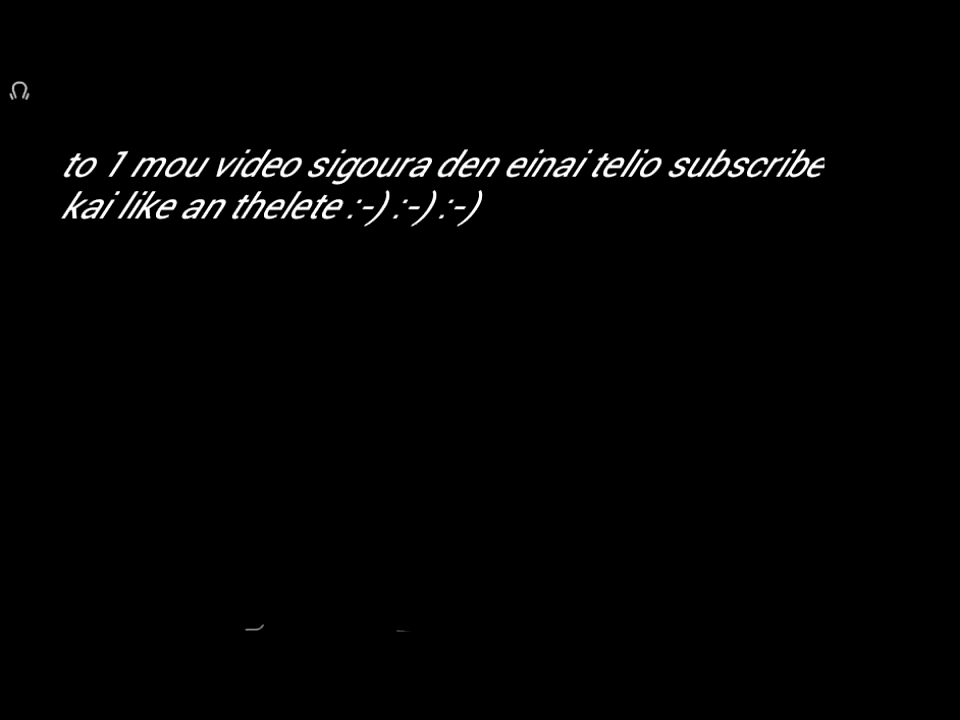 to 1 mou video sigoura den einai telio subscribe
kai like an thelete :-) :-) :-)